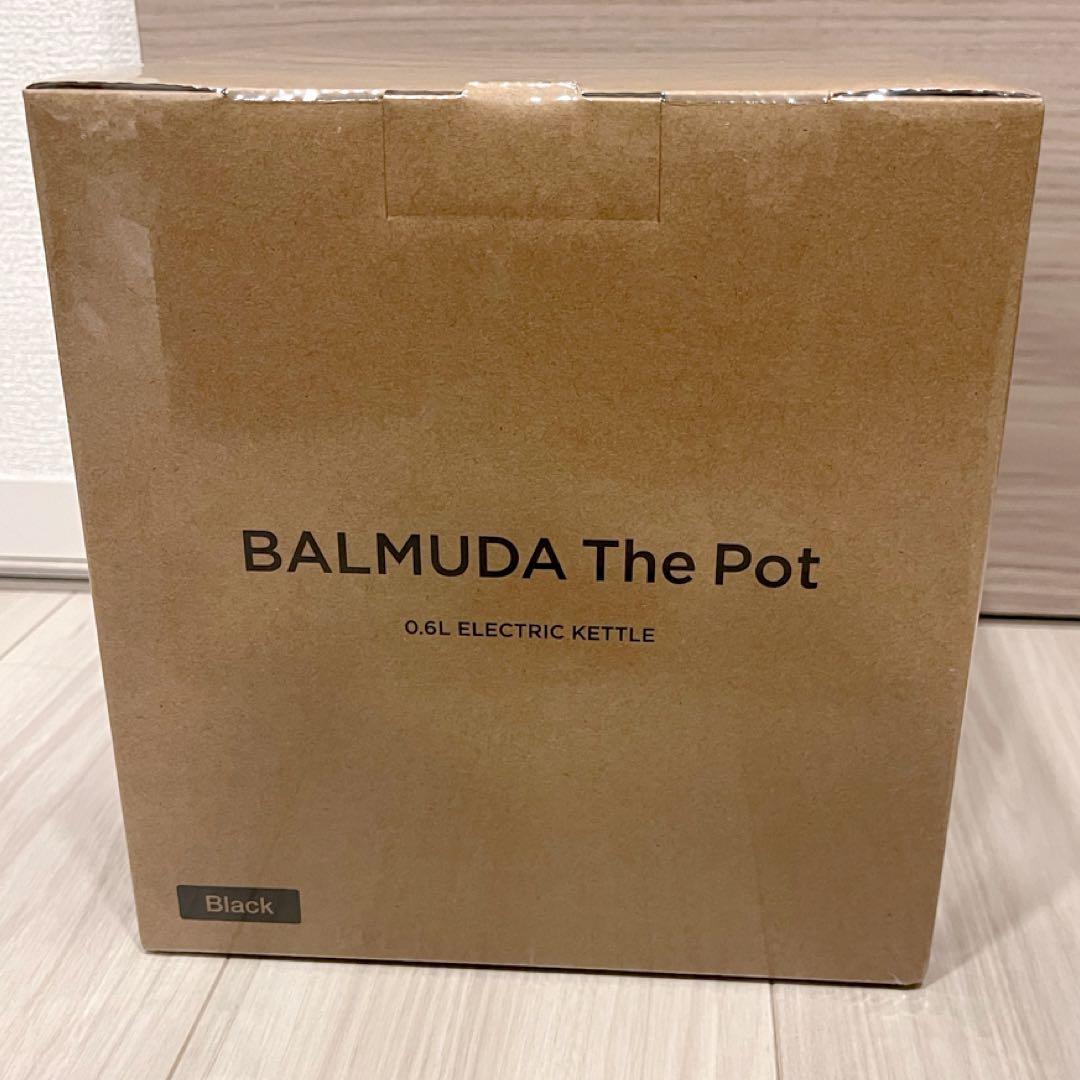 BALMUDA The Pot
0.6L ELECTRIC KETTLE
Black